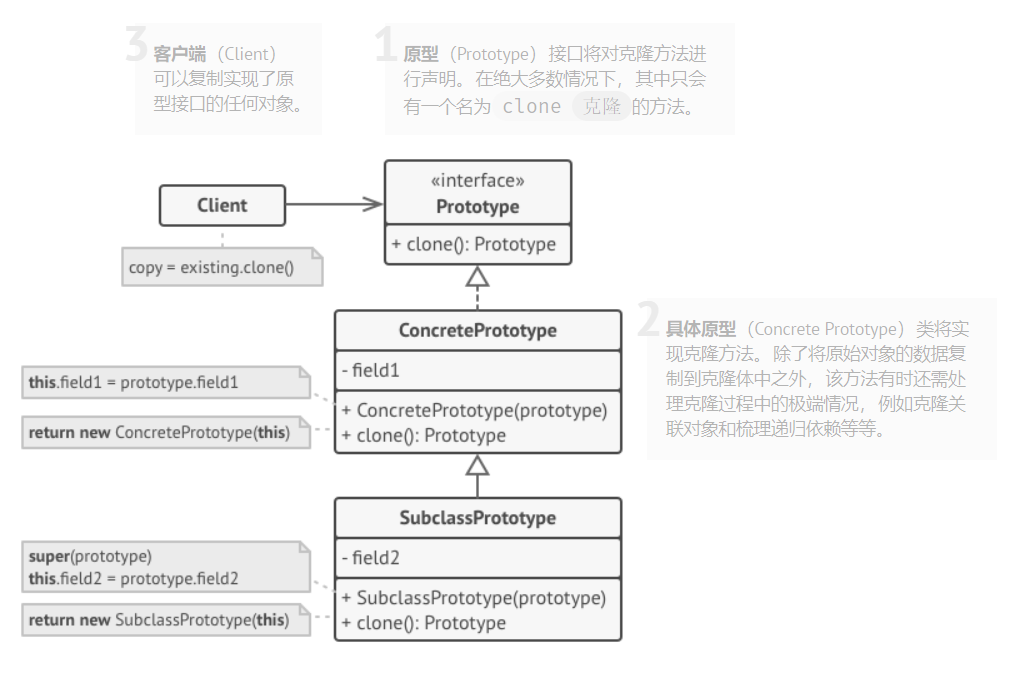 3 客户端（Client）
可以复制实现了原
型接口的任何对象。
1 原型（Prototype）接口将对克隆方法进
行声明。在绝大多数情况下，其中只会
有一个名为 clone 克隆 的方法。
Client
«interface»
Prototype
+ clone(): Prototype
copy = existing.clone()
ConcretePrototype
- field1
+ ConcretePrototype(prototype)
+ clone(): Prototype
this.field1 = prototype.field1
return new ConcretePrototype(this)
2 具体原型（Concrete Prototype）类将实
现克隆方法。除了将原始对象的数据复
制到克隆体中之外，该方法有时还需处
理克隆过程中的极端情况，例如克隆关
联对象和梳理递归依赖等等。
SubclassPrototype
- field2
+ SubclassPrototype(prototype)
+ clone(): Prototype
super(prototype)
this.field2 = prototype.field2
return new SubclassPrototype(this)